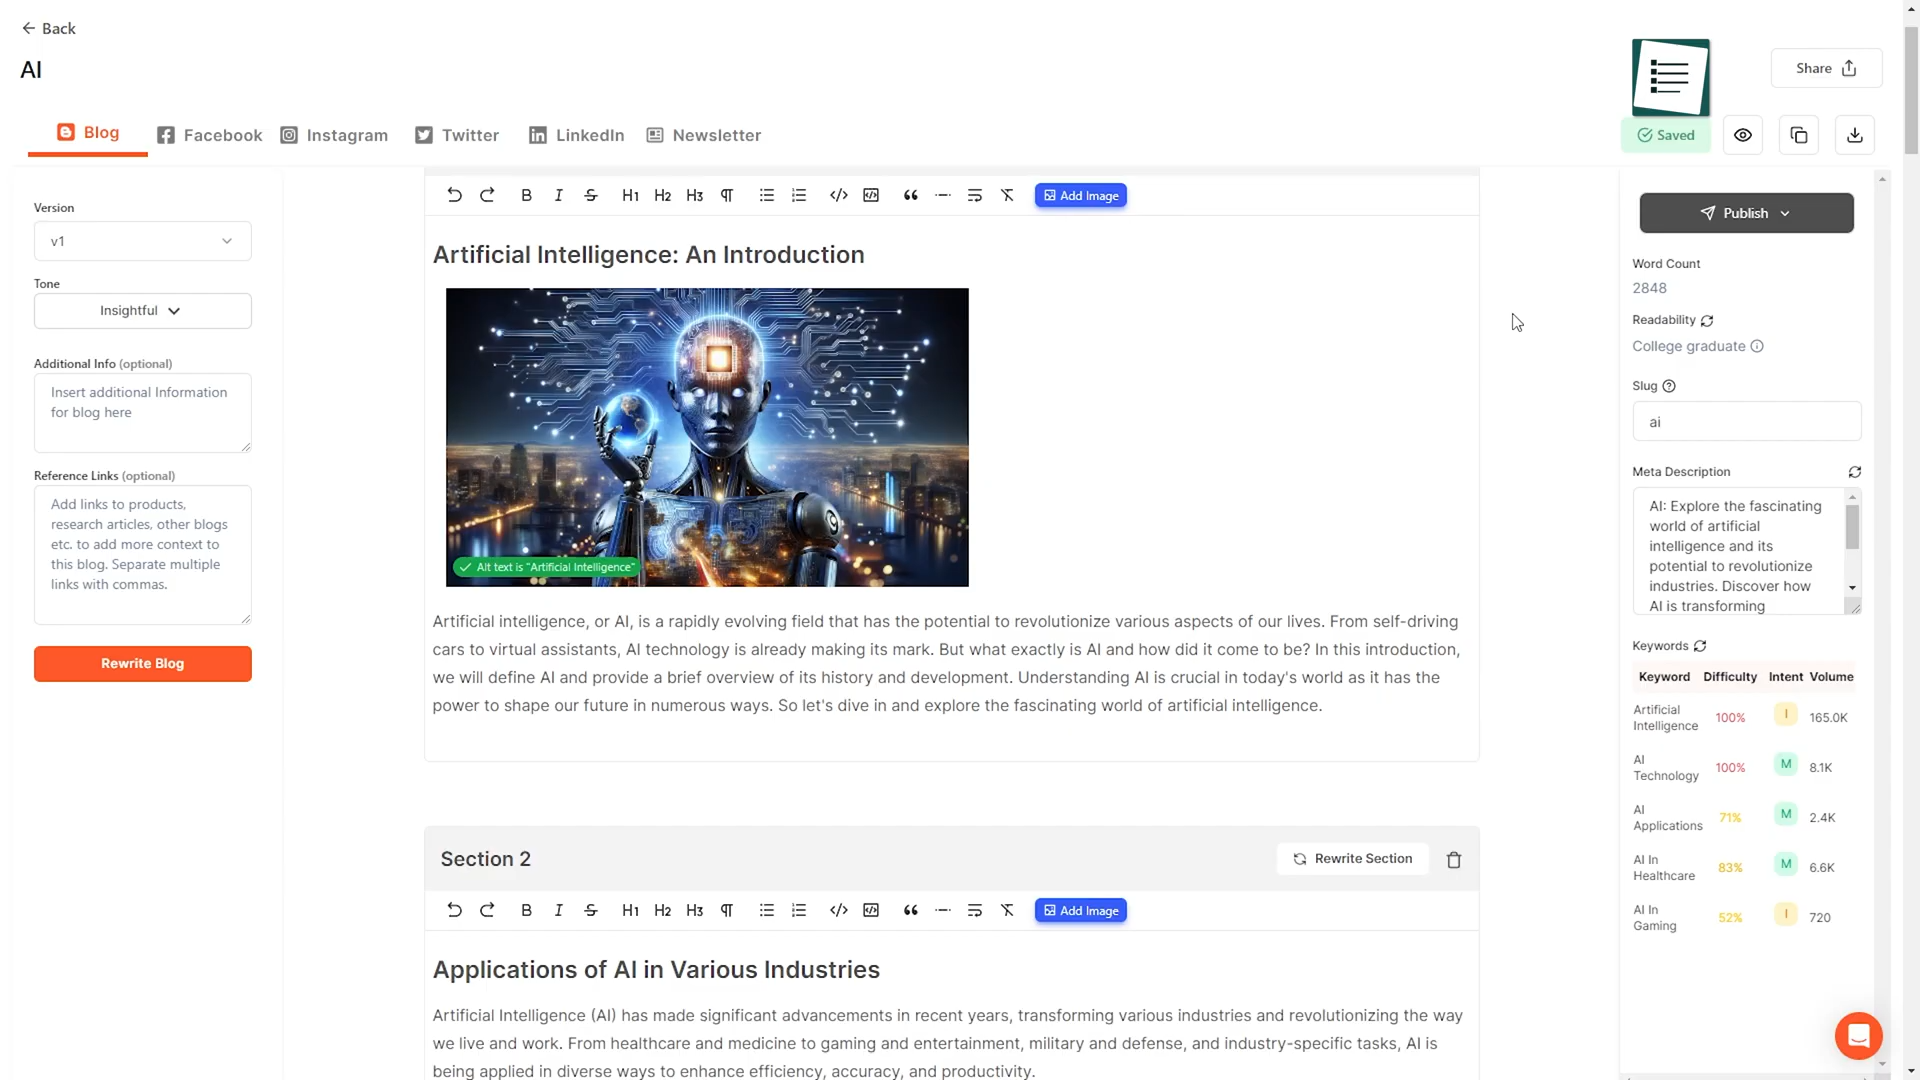 Back
AI
Share
Blog
Facebook
Instagram
Twitter
LinkedIn
Newsletter
Saved
Version
v1
Tone
Insightful
Additional Info (optional)
Insert additional Information
for blog here
Reference Links (optional)
Add links to products,
research articles, other blogs
etc. to add more context to
this blog. Separate multiple
links with commas.
Rewrite Blog
B I S H1 H2 H3 Add Image
Artificial Intelligence: An Introduction
Alt text is "Artificial Intelligence"
Artificial intelligence, or AI, is a rapidly evolving field that has the potential to revolutionize various aspects of our lives. From self-driving
cars to virtual assistants, AI technology is already making its mark. But what exactly is AI and how did it come to be? In this introduction,
we will define AI and provide a brief overview of its history and development. Understanding AI is crucial in today's world as it has the
power to shape our future in numerous ways. So let's dive in and explore the fascinating world of artificial intelligence.
Section 2
Rewrite Section
B I S H1 H2 H3 Add Image
Applications of AI in Various Industries
Artificial Intelligence (AI) has made significant advancements in recent years, transforming various industries and revolutionizing the way
we live and work. From healthcare and medicine to gaming and entertainment, military and defense, and industry-specific tasks, AI is
being applied in diverse ways to enhance efficiency, accuracy, and productivity.
Publish
Word Count
2848
Readability
College graduate
Slug
ai
Meta Description
AI: Explore the fascinating
world of artificial
intelligence and its
potential to revolutionize
industries. Discover how
AI is transforming
Keywords
Keyword Difficulty Intent Volume
Artificial
Intelligence 100% I 165.0K
AI
Technology 100% M 8.1K
AI
Applications 71% M 2.4K
AI In
Healthcare 83% M 6.6K
AI In
Gaming 52% I 720